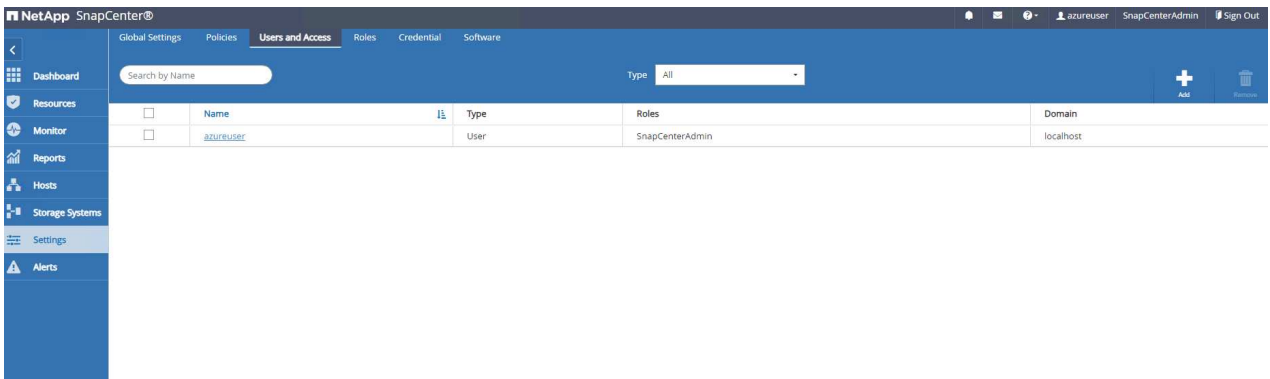 NetApp SnapCenter®
azureuser SnapCenterAdmin Sign Out
Global Settings Policies Users and Access Roles Credential Software
Search by Name
Type All
Add
Remove
Dashboard
Resources
Monitor
Reports
Hosts
Storage Systems
Settings
Alerts
Name Type Roles Domain
azureuser User SnapCenterAdmin localhost